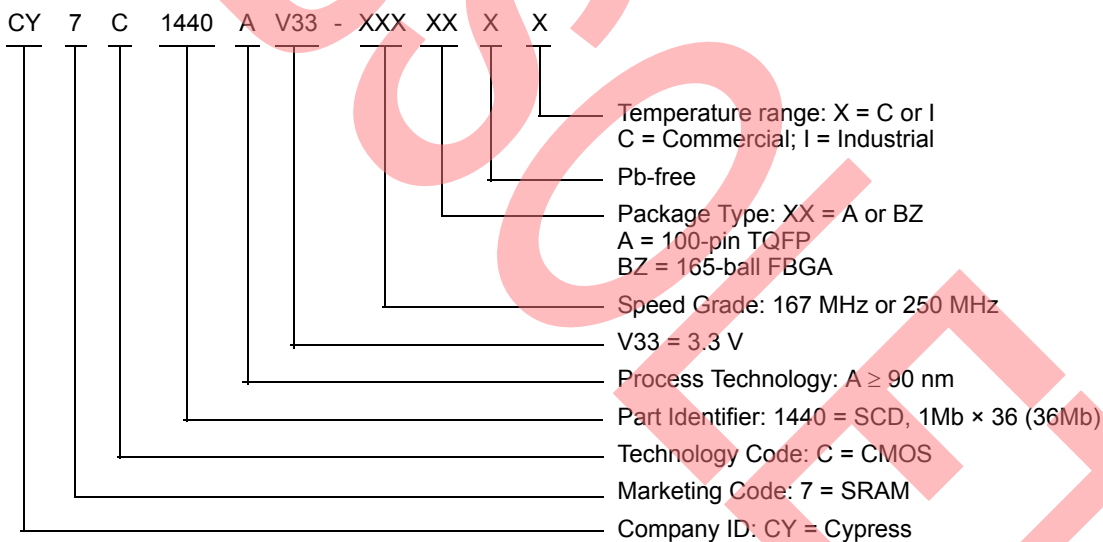 CY 7 C 1440 A V33 - XXX XX X X
Temperature range: X = C or I
C = Commercial; I = Industrial
Pb-free
Package Type: XX = A or BZ
A = 100-pin TQFP
BZ = 165-ball FBGA
Speed Grade: 167 MHz or 250 MHz
V33 = 3.3 V
Process Technology: A ≥ 90 nm
Part Identifier: 1440 = SCD, 1Mb × 36 (36Mb)
Technology Code: C = CMOS
Marketing Code: 7 = SRAM
Company ID: CY = Cypress